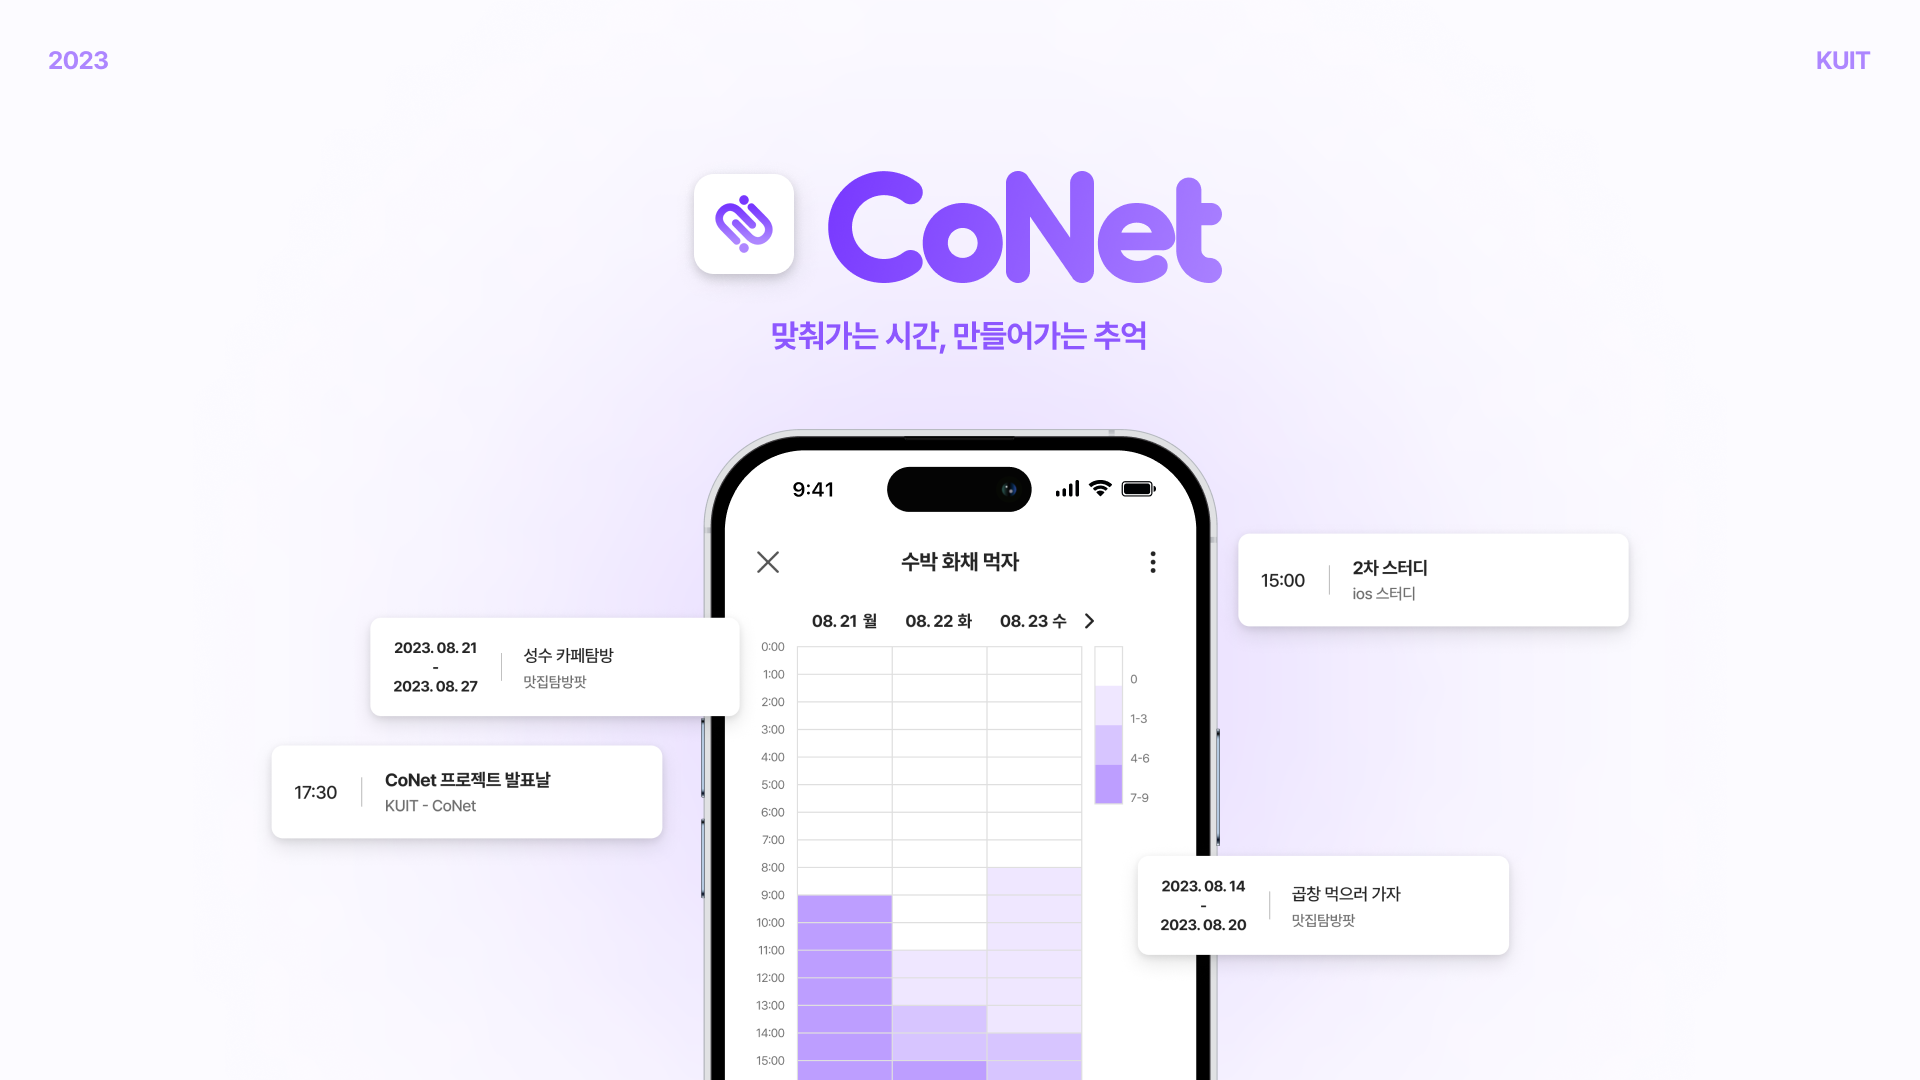 2023
KUIT
CoNet
맞춰가는 시간, 만들어가는 추억
9:41
수박 화채 먹자
08. 21 월
08. 22 화
08. 23 수
0:00
1:00
2:00
3:00
4:00
5:00
6:00
7:00
8:00
9:00
10:00
11:00
12:00
13:00
14:00
15:00
0
1-3
4-6
7-9
2023. 08. 21
-
2023. 08. 27
성수 카페탐방
맛집탐방팟
17:30
CoNet 프로젝트 발표날
KUIT - CoNet
15:00
2차 스터디
ios 스터디
2023. 08. 14
-
2023. 08. 20
곱창 먹으러 가자
맛집탐방팟